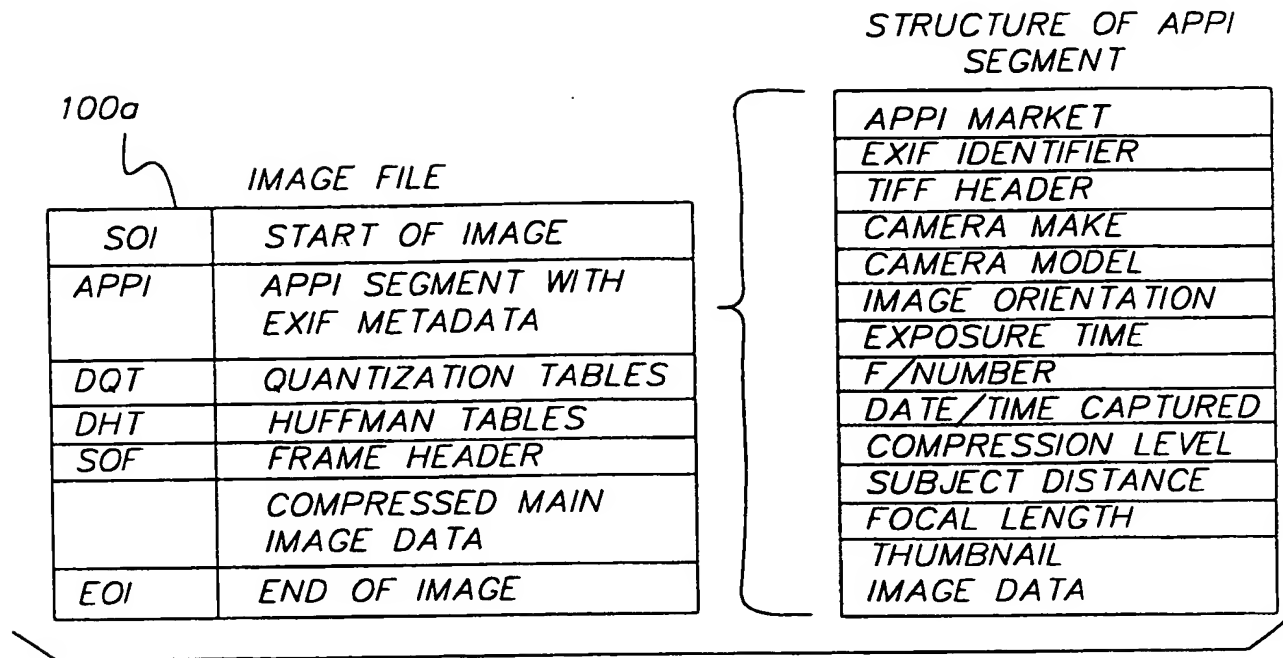 STRUCTURE OF APPI
SEGMENT
100a
IMAGE FILE
SOI START OF IMAGE
APPI APPI SEGMENT WITH
EXIF METADATA
DQT QUANTIZATION TABLES
DHT HUFFMAN TABLES
SOF FRAME HEADER
COMPRESSED MAIN
IMAGE DATA
EOI END OF IMAGE
APPI MARKET
EXIF IDENTIFIER
TIFF HEADER
CAMERA MAKE
CAMERA MODEL
IMAGE ORIENTATION
EXPOSURE TIME
F/NUMBER
DATE/TIME CAPTURED
COMPRESSION LEVEL
SUBJECT DISTANCE
FOCAL LENGTH
THUMBNAIL
IMAGE DATA